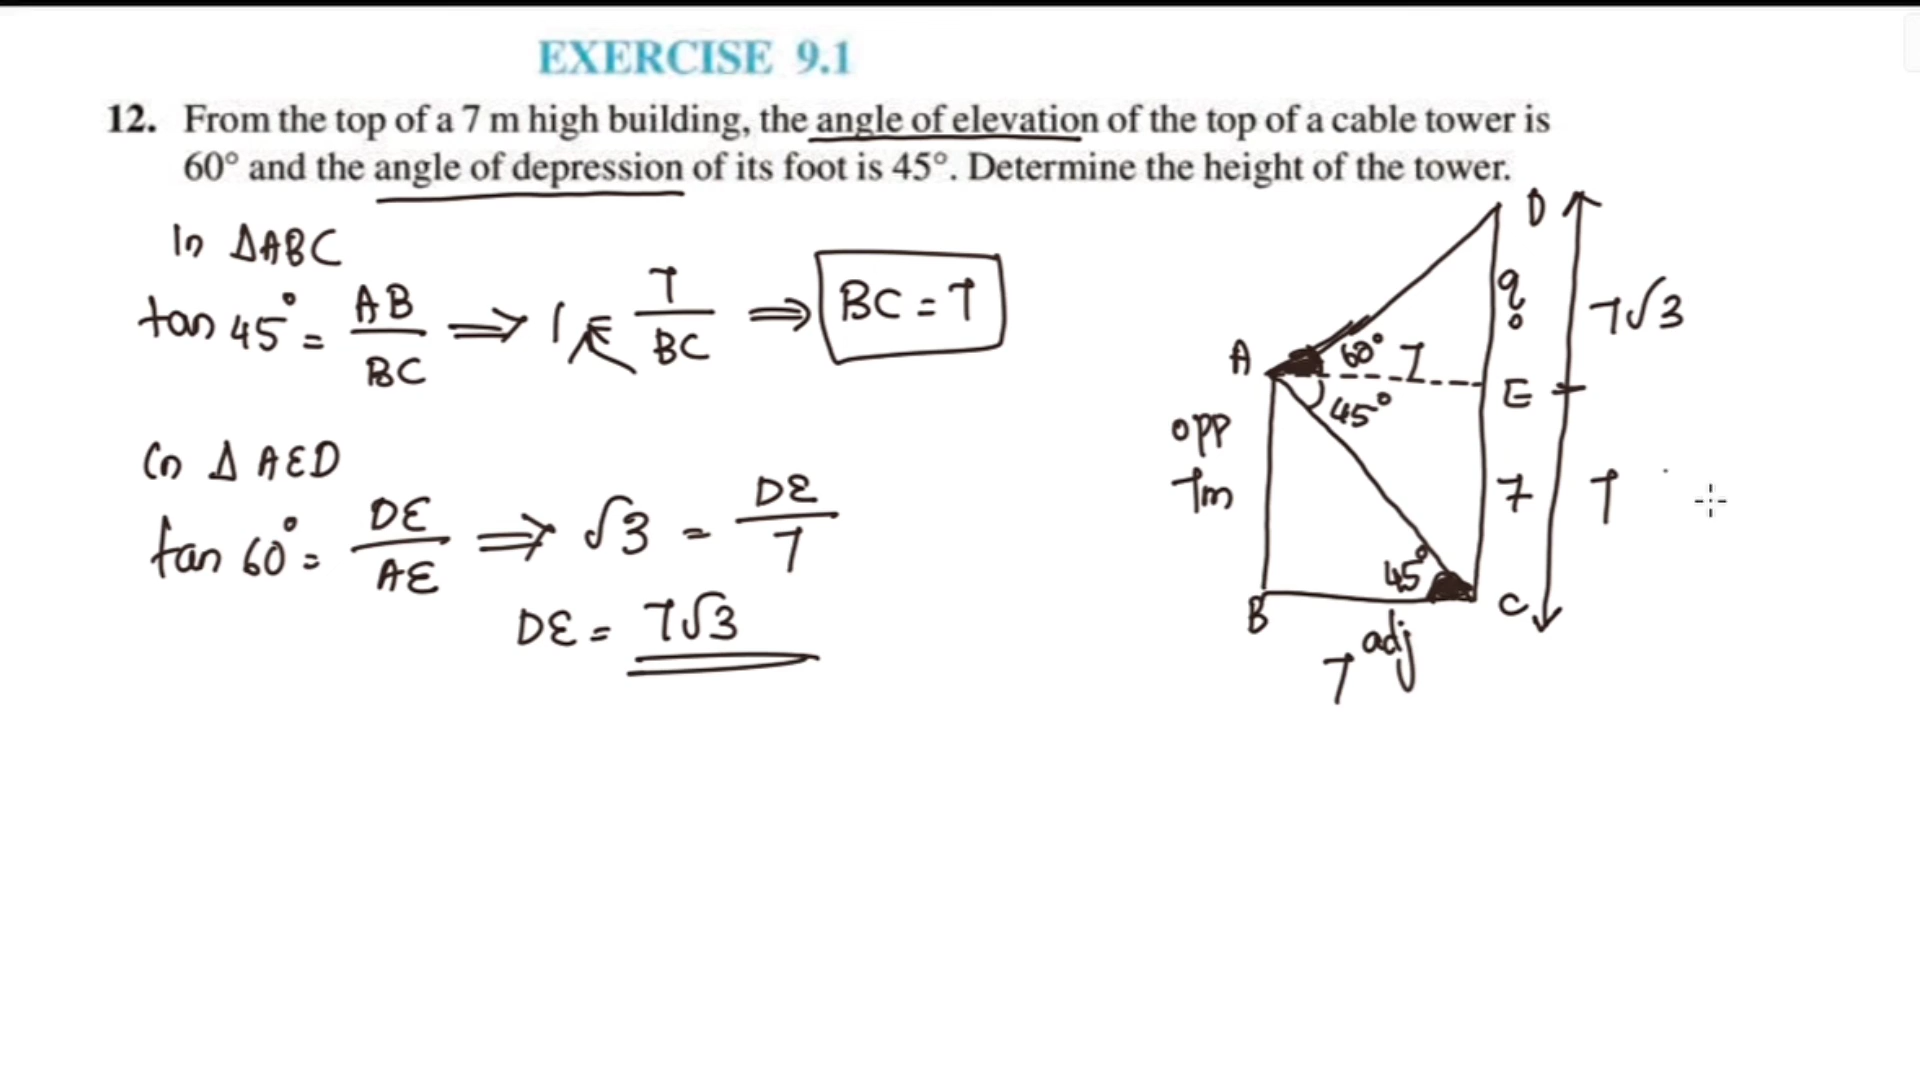 EXERCISE 9.1
12. From the top of a 7 m high building, the angle of elevation of the top of a cable tower is
60° and the angle of depression of its foot is 45°. Determine the height of the tower.
In ΔABC
tan 45° = AB/BC ⇒ 1 = 7/BC ⇒ BC = 7
In Δ AED
tan 60° = DE/AE ⇒ √3 = DE/7
DE = 7√3
D
?
7√3
A
60° 7
E
45°
opp
7m
7
7
45°
B
C
adj
7